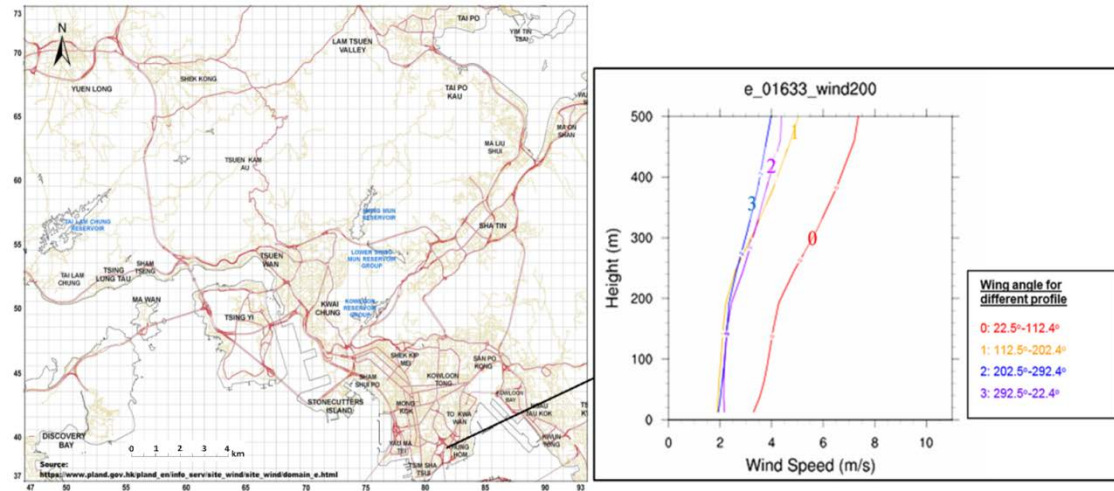 73
70
65
60
55
50
45
40
37
N
TAI PO
YIM TIN
TSAI
LAM TSUEN
VALLEY
YUEN LONG
SHEK KONG
TAI PO
KAU
MA ON
SHAN
MA LIU
SHUI
TSUEN KAM
AU
TAI LAM CHUNG
RESERVOIR
SHING MUN
RESERVOIR
SHA TIN
LOWER SHING
MUN RESERVOIR
GROUP
TSUEN
WAN
SHAM
TSENG
TSING
LONG TAU
TAI LAM
CHUNG
MA WAN
TSING YI
KWAI
CHUNG
KOWLOON
RESERVOIR
GROUP
SHEK KIP
MEI
SAN PO
KONG
KOWLOON
TONG
SHAM
SHUI PO
KOWLOON
BAY
STONECUTTERS
ISLAND
MONG
KOK
TO KWA
WAN
KWUN
TONG
DISCOVERY
BAY
YAU MA
TEI
HUNG
HOM
TSIM SHA
TSUI
0 1 2 3 4 km
Source:
https://www.pland.gov.hk/pland_en/info_serv/site_wind/site_wind/domain_e.html
47 50 55 60 65 70 75 80 85 90 93
e_01633_wind200
500
400
300
200
100
0
Height (m)
1
2
3
0
0 2 4 6 8 10
Wind Speed (m/s)
Wing angle for
different profile
0: 22.5º-112.4º
1: 112.5º-202.4º
2: 202.5º-292.4º
3: 292.5º-22.4º